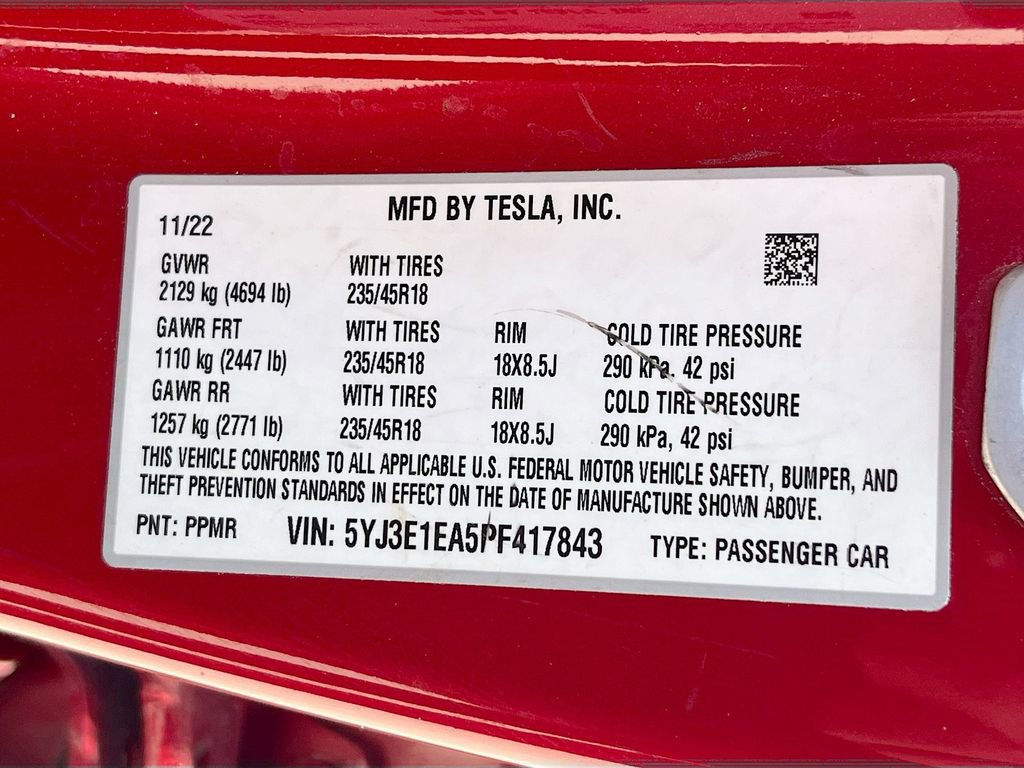 MFD BY TESLA, INC.
11/22
GVWR WITH TIRES
2129 kg (4694 lb) 235/45R18
GAWR FRT WITH TIRES RIM COLD TIRE PRESSURE
1110 kg (2447 lb) 235/45R18 18X8.5J 290 kPa, 42 psi
GAWR RR WITH TIRES RIM COLD TIRE PRESSURE
1257 kg (2771 lb) 235/45R18 18X8.5J 290 kPa, 42 psi
THIS VEHICLE CONFORMS TO ALL APPLICABLE U.S. FEDERAL MOTOR VEHICLE SAFETY, BUMPER, AND
THEFT PREVENTION STANDARDS IN EFFECT ON THE DATE OF MANUFACTURE SHOWN ABOVE.
PNT: PPMR VIN: 5YJ3E1EA5PF417843 TYPE: PASSENGER CAR